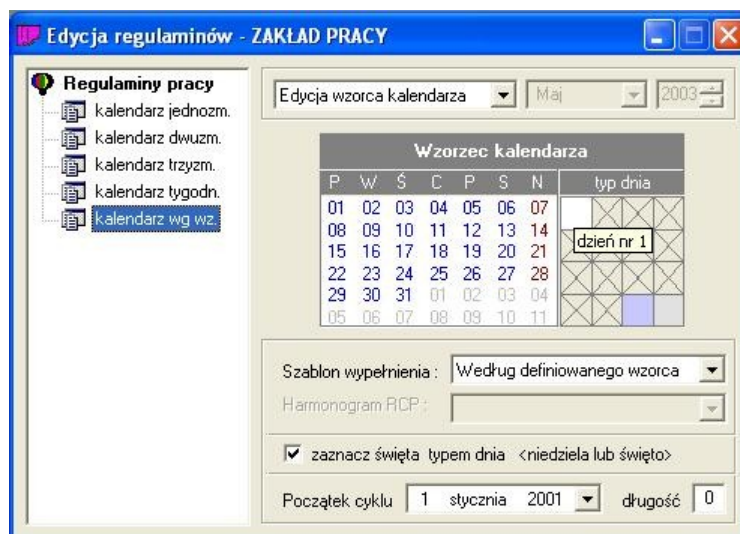 Edycja regulaminów - ZAKŁAD PRACY
Regulaminy pracy
kalendarz jednozm.
kalendarz dwuzm.
kalendarz trzyzm.
kalendarz tygodn.
kalendarz wg wz.
Edycja wzorca kalendarza Maj 2003
Wzorzec kalendarza
P W Ś C P S N typ dnia
01 02 03 04 05 06 07
08 09 10 11 12 13 14
dzień nr 1
15 16 17 18 19 20 21
22 23 24 25 26 27 28
29 30 31 01 02 03 04
05 06 07 08 09 10 11
Szablon wypełnienia : Według definiowanego wzorca
Harmonogram RCP :
zaznacz święta typem dnia <niedziela lub święto>
Początek cyklu 1 stycznia 2001 długość 0